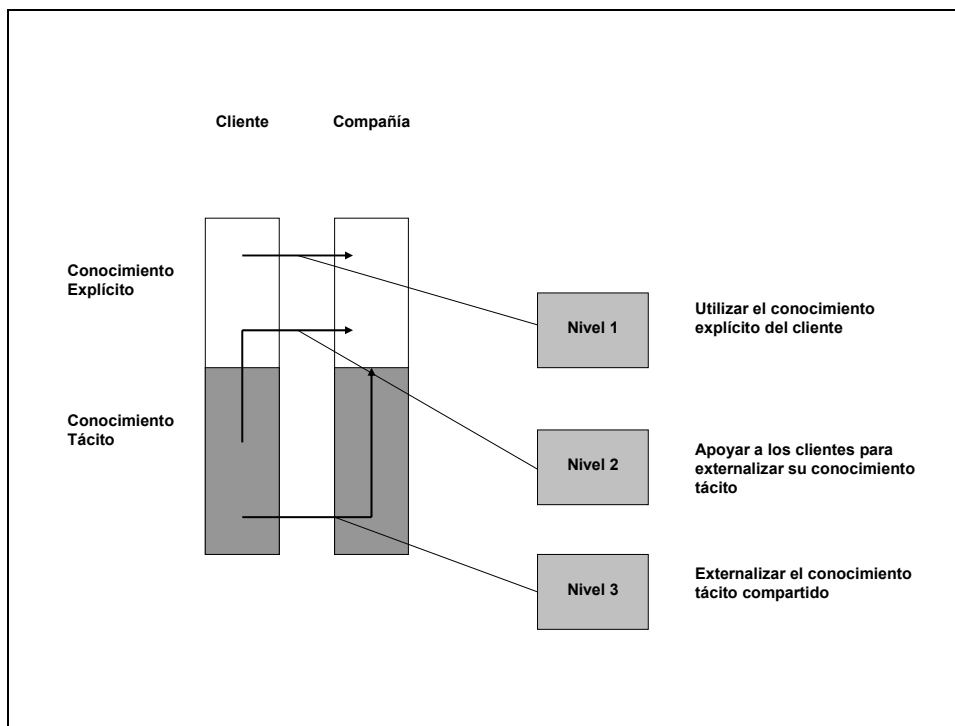 Cliente
Compañía
Conocimiento
Explícito
Nivel 1
Utilizar el conocimiento
explícito del cliente
Conocimiento
Tácito
Nivel 2
Apoyar a los clientes para
externalizar su conocimiento
tácito
Nivel 3
Externalizar el conocimiento
tácito compartido